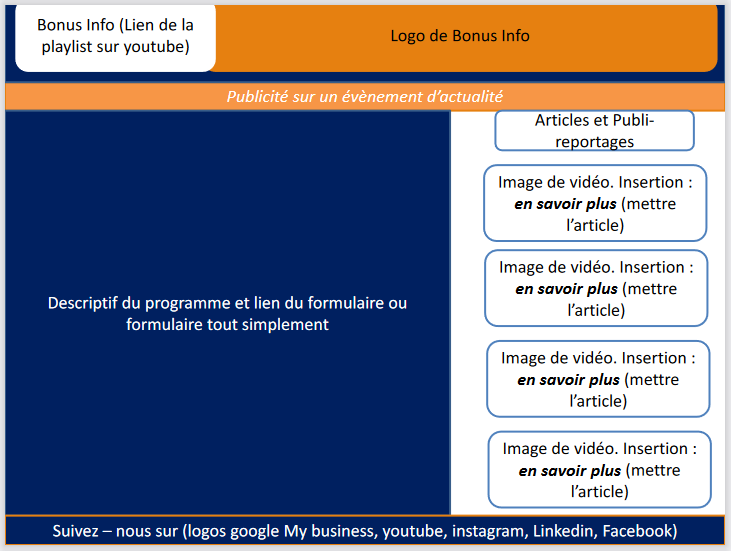 Bonus Info (Lien de la
playlist sur youtube)
Logo de Bonus Info
Publicité sur un évènement d’actualité
Articles et Publi-
reportages
Image de vidéo. Insertion :
en savoir plus (mettre
l’article)
Image de vidéo. Insertion :
en savoir plus (mettre
l’article)
Descriptif du programme et lien du formulaire ou
formulaire tout simplement
Image de vidéo. Insertion :
en savoir plus (mettre
l’article)
Image de vidéo. Insertion :
en savoir plus (mettre
l’article)
Suivez – nous sur (logos google My business, youtube, instagram, Linkedin, Facebook)